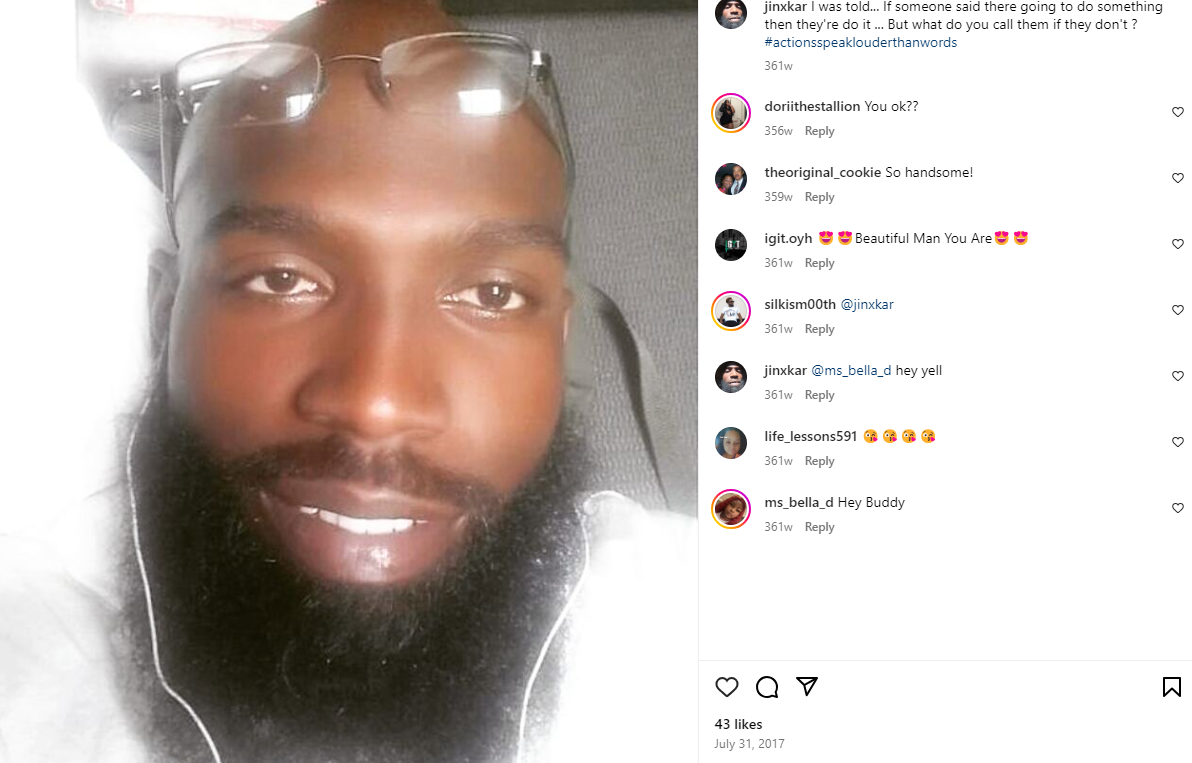 jinxkar I was told... If someone said there going to do something
then they're do it ... But what do you call them if they don't ?
#actionsspeaklouderthanwords
361w
doriithestallion You ok??
356w Reply
theoriginal_cookie So handsome!
359w Reply
igit.oyh 😍😍Beautiful Man You Are😍😍
361w Reply
silkism00th @jinxkar
361w Reply
jinxkar @ms_bella_d hey yell
361w Reply
life_lessons591 😘😘😘😘
361w Reply
ms_bella_d Hey Buddy
361w Reply
43 likes
July 31, 2017